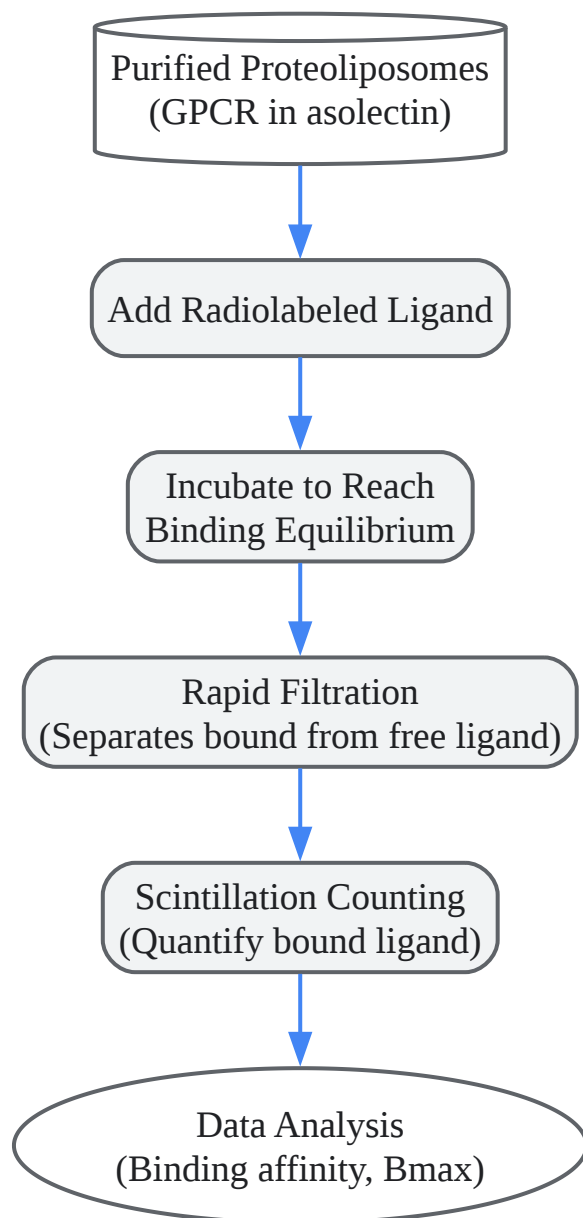 Purified Proteoliposomes
(GPCR in asolectin)
Add Radiolabeled Ligand
Incubate to Reach
Binding Equilibrium
Rapid Filtration
(Separates bound from free ligand)
Scintillation Counting
(Quantify bound ligand)
Data Analysis
(Binding affinity, Bmax)